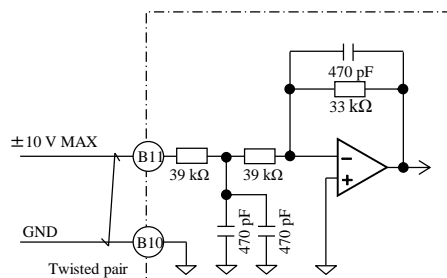 470 pF
33 kΩ
±10 V MAX
B11
39 kΩ
39 kΩ
−
+
470 pF
470 pF
GND
B10
Twisted pair